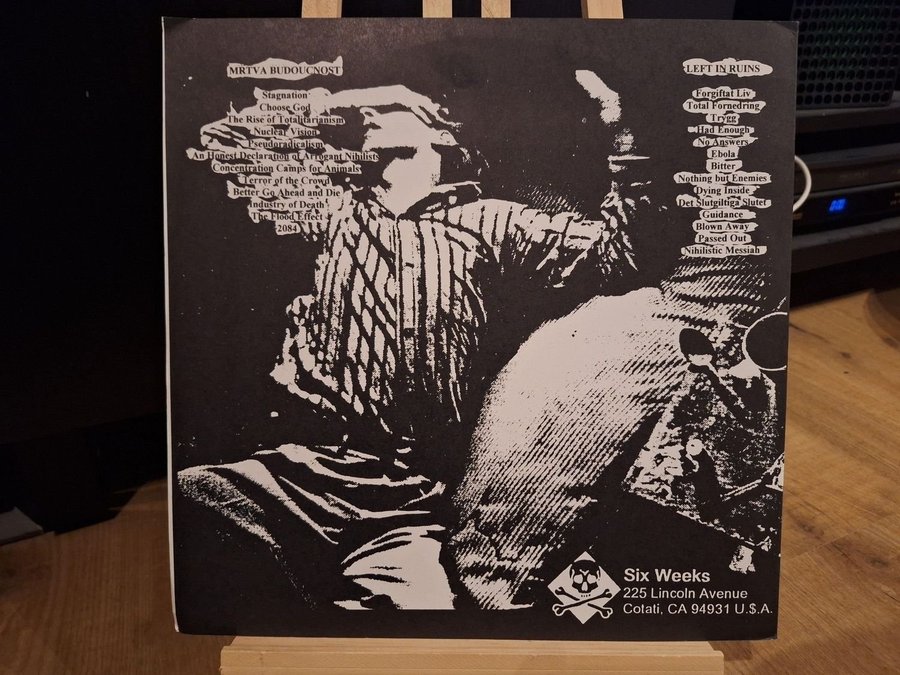 MRTVA BUDOUCNOST
Stagnation
Choose God
The Rise of Totalitarianism
Nuclear Vision
Pseudoradicalism
An Honest Declaration of Arrogant Nihilists
Concentration Camps for Animals
Terror of the Crowd
Better Go Ahead and Die
Industry of Death
The Flood Effect
2084
LEFT IN RUINS
Forgiftat Liv
Total Fornedring
Trygg
Had Enough
No Answers
Ebola
Bitter
Nothing but Enemies
Dying Inside
Det Slutgiltiga Slutet
Guidance
Blown Away
Passed Out
Nihilistic Messiah
Six Weeks
225 Lincoln Avenue
Cotati, CA 94931 U.$.A.